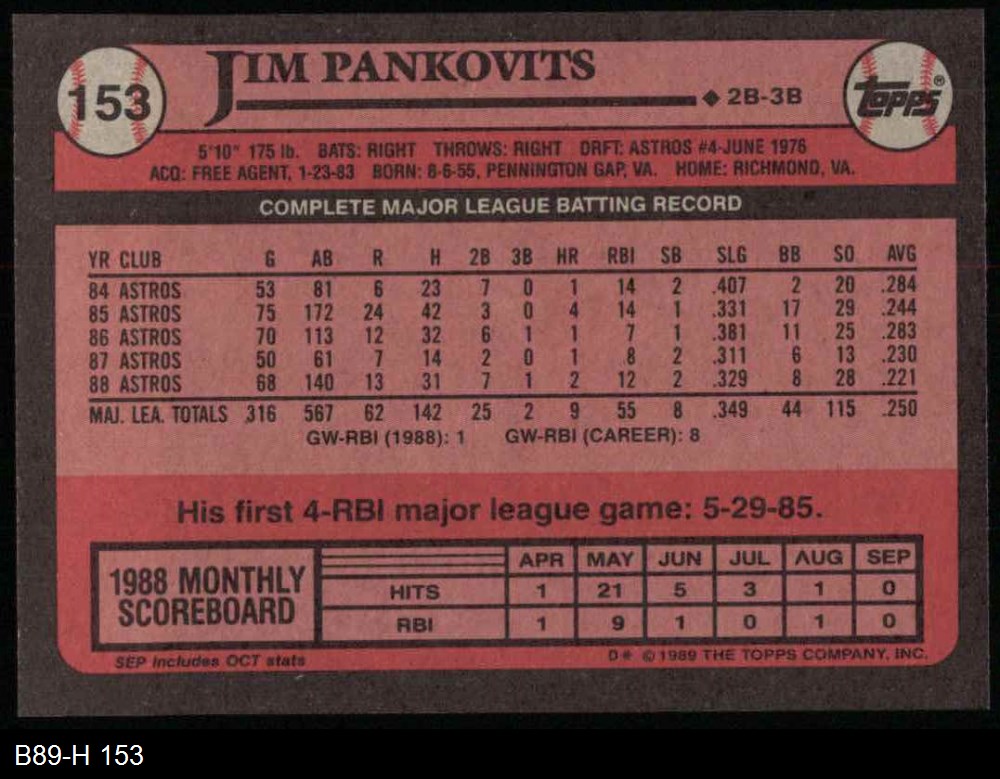 153
JIM PANKOVITS
◆ 2B-3B
TOPPS®
5'10" 175 lb. BATS: RIGHT THROWS: RIGHT DRFT: ASTROS #4-JUNE 1976
ACQ: FREE AGENT, 1-23-83 BORN: 8-6-55, PENNINGTON GAP, VA. HOME: RICHMOND, VA.
COMPLETE MAJOR LEAGUE BATTING RECORD
YR CLUB G AB R H 2B 3B HR RBI SB SLG BB SO AVG
84 ASTROS 53 81 6 23 7 0 1 14 2 .407 2 20 .284
85 ASTROS 75 172 24 42 3 0 4 14 1 .331 17 29 .244
86 ASTROS 70 113 12 32 6 1 1 7 1 .381 11 25 .283
87 ASTROS 50 61 7 14 2 0 1 8 2 .311 6 13 .230
88 ASTROS 68 140 13 31 7 1 2 12 2 .329 8 28 .221
MAJ. LEA. TOTALS 316 567 62 142 25 2 9 55 8 .349 44 115 .250
GW-RBI (1988): 1 GW-RBI (CAREER): 8
His first 4-RBI major league game: 5-29-85.
1988 MONTHLY
SCOREBOARD
APR MAY JUN JUL AUG SEP
HITS 1 21 5 3 1 0
RBI 1 9 1 0 1 0
SEP includes OCT stats
D* © 1989 THE TOPPS COMPANY, INC.
B89-H 153